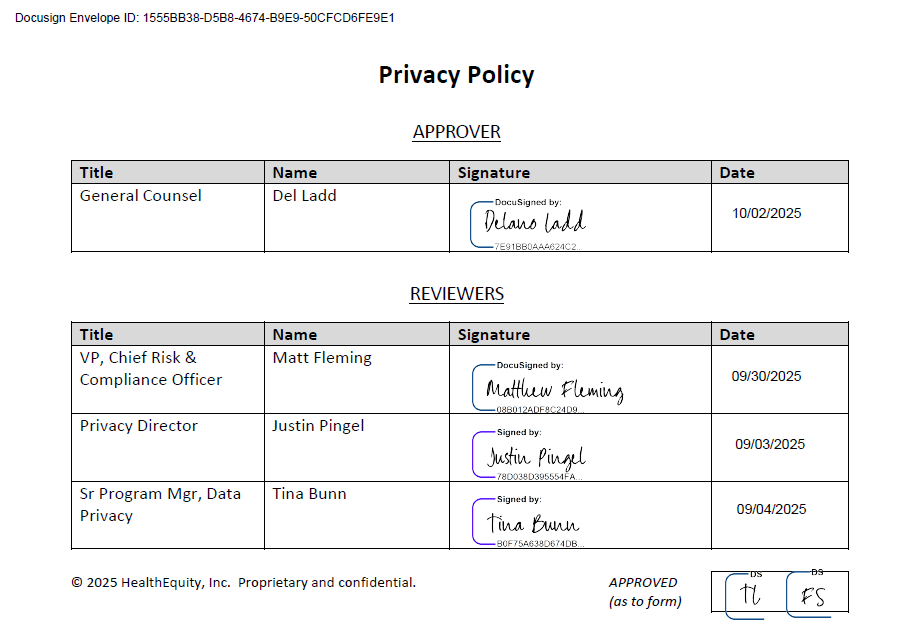 Docusign Envelope ID: 1555BB38-D5B8-4674-B9E9-50CFCD6FE9E1
Privacy Policy
APPROVER
Title Name Signature Date
General Counsel Del Ladd
DocuSigned by:
Delano Ladd
7E91BB0AAA624C2...
10/02/2025
REVIEWERS
Title Name Signature Date
VP, Chief Risk &
Compliance Officer
Matt Fleming
DocuSigned by:
Matthew Fleming
08B012ADF8C24D9...
09/30/2025
Privacy Director Justin Pingel
Signed by:
Justin Pingel
78D038D395554FA...
09/03/2025
Sr Program Mgr, Data
Privacy
Tina Bunn
Signed by:
Tina Bunn
B0F75A638D674DB...
09/04/2025
© 2025 HealthEquity, Inc. Proprietary and confidential.
APPROVED
(as to form)
DS
TL
DS
FS